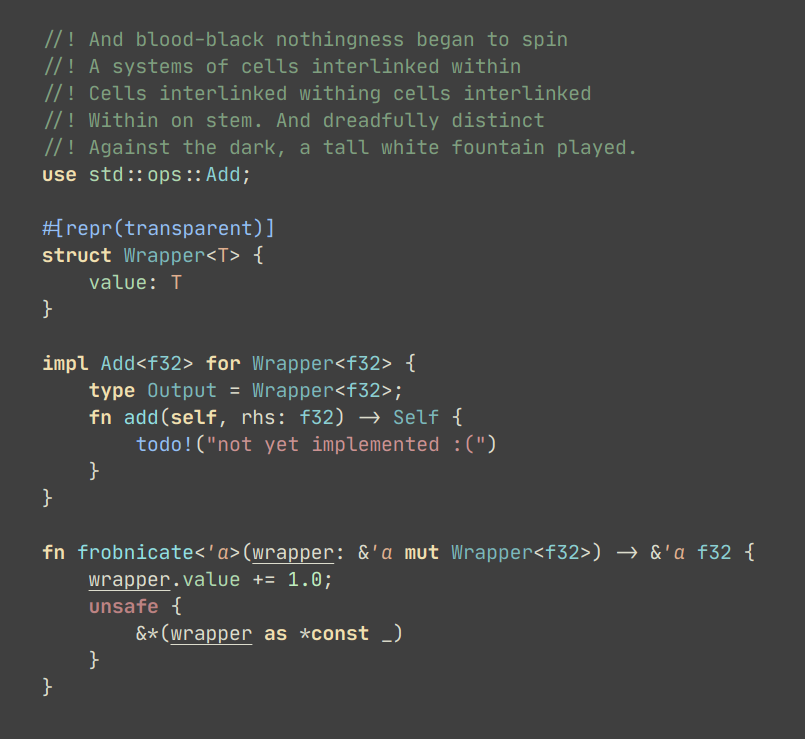 //! And blood-black nothingness began to spin
//! A systems of cells interlinked within
//! Cells interlinked withing cells interlinked
//! Within on stem. And dreadfully distinct
//! Against the dark, a tall white fountain played.
use std::ops::Add;

#[repr(transparent)]
struct Wrapper<T> {
    value: T
}

impl Add<f32> for Wrapper<f32> {
    type Output = Wrapper<f32>;
    fn add(self, rhs: f32) -> Self {
        todo!("not yet implemented :(")
    }
}

fn frobnicate<'a>(wrapper: &'a mut Wrapper<f32>) -> &'a f32 {
    wrapper.value += 1.0;
    unsafe {
        &*(wrapper as *const _)
    }
}